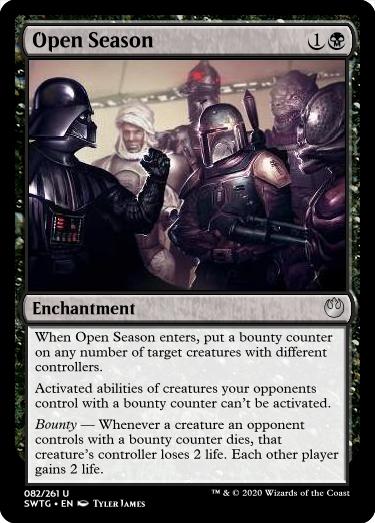 Open Season 1
Enchantment
When Open Season enters, put a bounty counter
on any number of target creatures with different
controllers.
Activated abilities of creatures your opponents
control with a bounty counter can't be activated.
Bounty — Whenever a creature an opponent
controls with a bounty counter dies, that
creature's controller loses 2 life. Each other player
gains 2 life.
082/261 U
SWTG • EN Tyler James
™ & © 2020 Wizards of the Coast